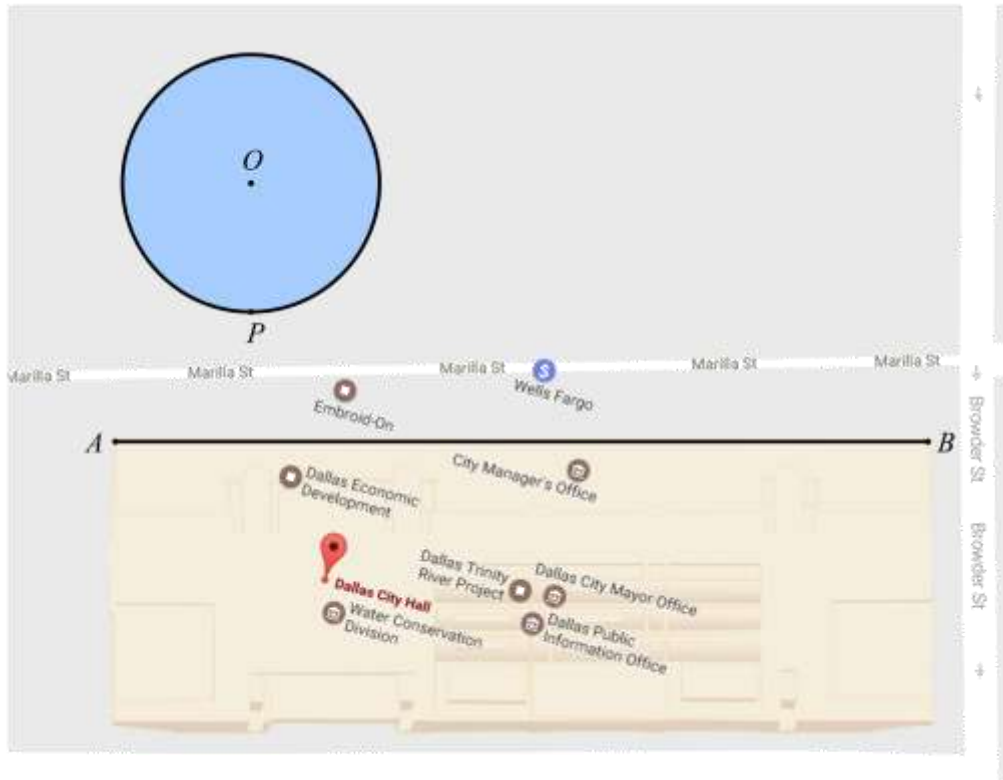 O
P
Marilla St
Marilla St
Marilla St
Marilla St
Marilla St
$
Wells Fargo
Embroid-On
A
B
Browder St
City Manager's Office
Dallas Economic
Development
Browder St
Dallas Trinity
River Project
Dallas City Mayor Office
Dallas City Hall
Water Conservation
Division
Dallas Public
Information Office